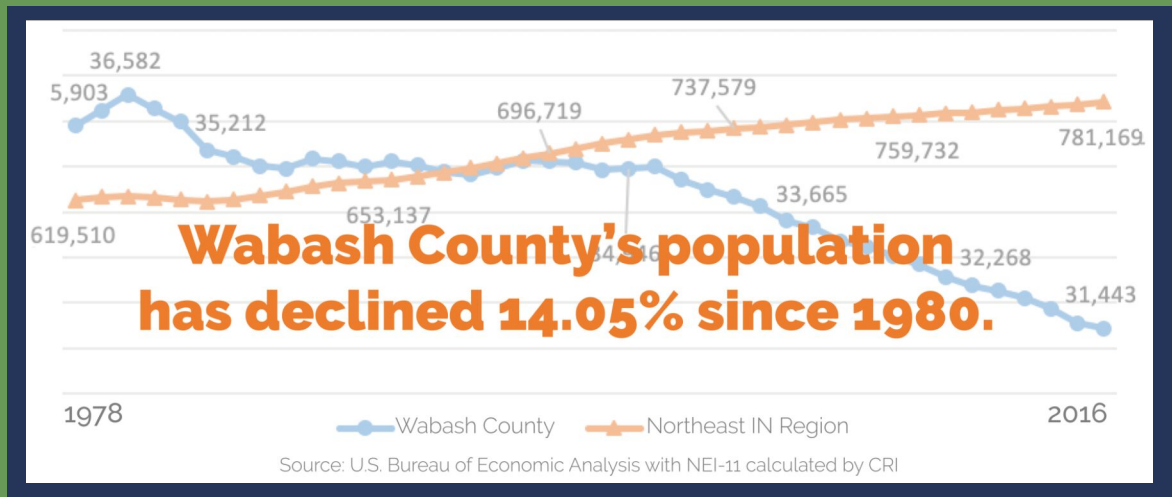 36,582
5,903
35,212
696,719
737,579
781,169
759,732
653,137
33,665
619,510
Wabash County's population
32,268
has declined 14.05% since 1980.
31,443
1978
2016
Wabash County
Northeast IN Region
Source: U.S. Bureau of Economic Analysis with NEI-11 calculated by CRI